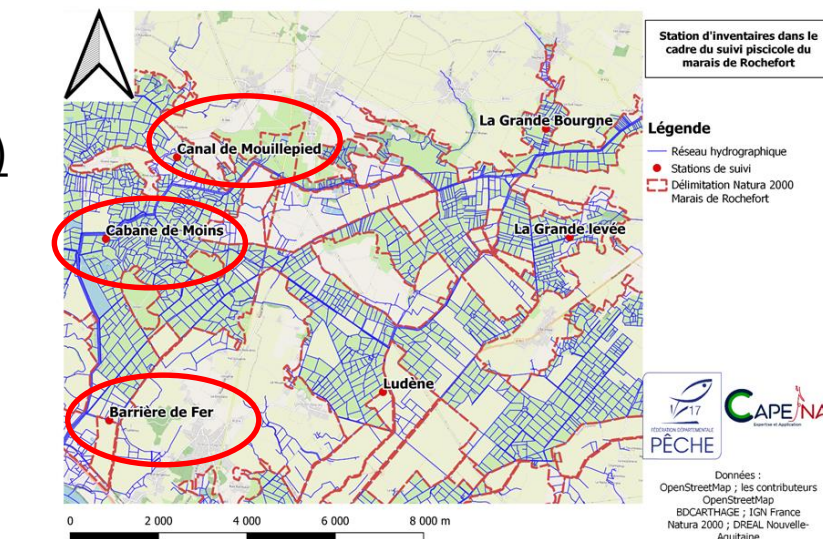 )
Station d'inventaires dans le
cadre du suivi piscicole du
marais de Rochefort
La Grande Bourgne
Canal de Mouillepied
Cabane de Moins
La Grande levée
Ludène
Barrière de Fer
Légende
Réseau hydrographique
Stations de suivi
Délimitation Natura 2000
Marais de Rochefort
17
FÉDÉRATION DÉPARTEMENTALE
PÊCHE
CAPENA
Expertise et Application
Données :
OpenStreetMap ; les contributeurs
OpenStreetMap
BDCARTHAGE ; IGN France
Natura 2000 ; DREAL Nouvelle-
Aquitaine
0 2 000 4 000 6 000 8 000 m